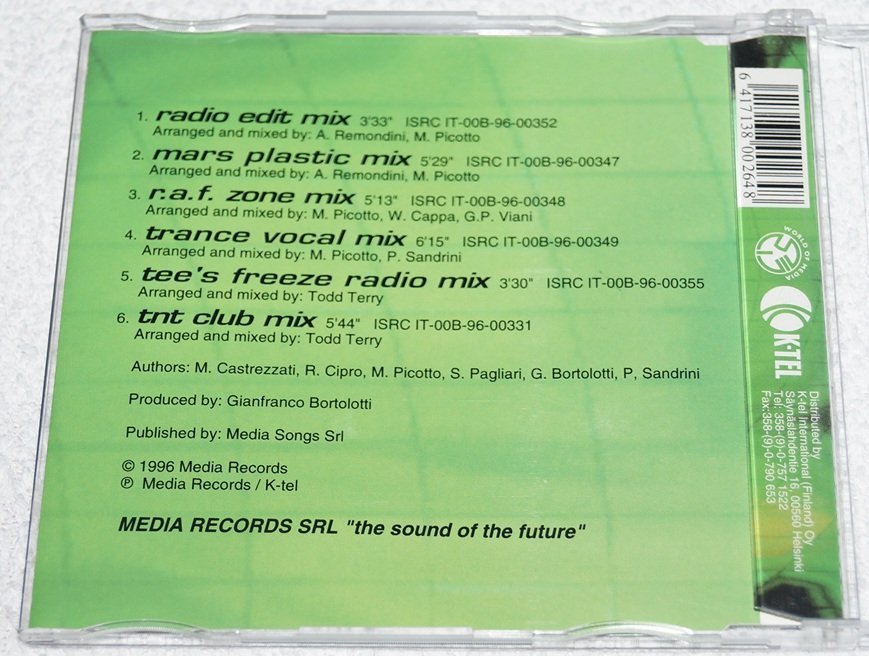 1. radio edit mix 3'33" ISRC IT-00B-96-00352
Arranged and mixed by: A. Remondini, M. Picotto
2. mars plastic mix 5'29" ISRC IT-00B-96-00347
Arranged and mixed by: A. Remondini, M. Picotto
3. r.a.f. zone mix 5'13" ISRC IT-00B-96-00348
Arranged and mixed by: M. Picotto, W. Cappa, G.P. Viani
4. trance vocal mix 6'15" ISRC IT-00B-96-00349
Arranged and mixed by: M. Picotto, P. Sandrini
5. tee's freeze radio mix 3'30" ISRC IT-00B-96-00355
Arranged and mixed by: Todd Terry
6. tnt club mix 5'44" ISRC IT-00B-96-00331
Arranged and mixed by: Todd Terry
Authors: M. Castrezzati, R. Cipro, M. Picotto, S. Pagliari, G. Bortolotti, P, Sandrini
Produced by: Gianfranco Bortolotti
Published by: Media Songs Srl
© 1996 Media Records
℗ Media Records / K-tel
MEDIA RECORDS SRL "the sound of the future"
6 417138 002648
WORLD OF MEDIA
K-TEL
Distributed by
K-tel International (Finland) Oy
Säynäslahdentie 16, 00560 Helsinki
Tel: 358-(9)-0-757 1522
Fax:358-(9)-0-790 653